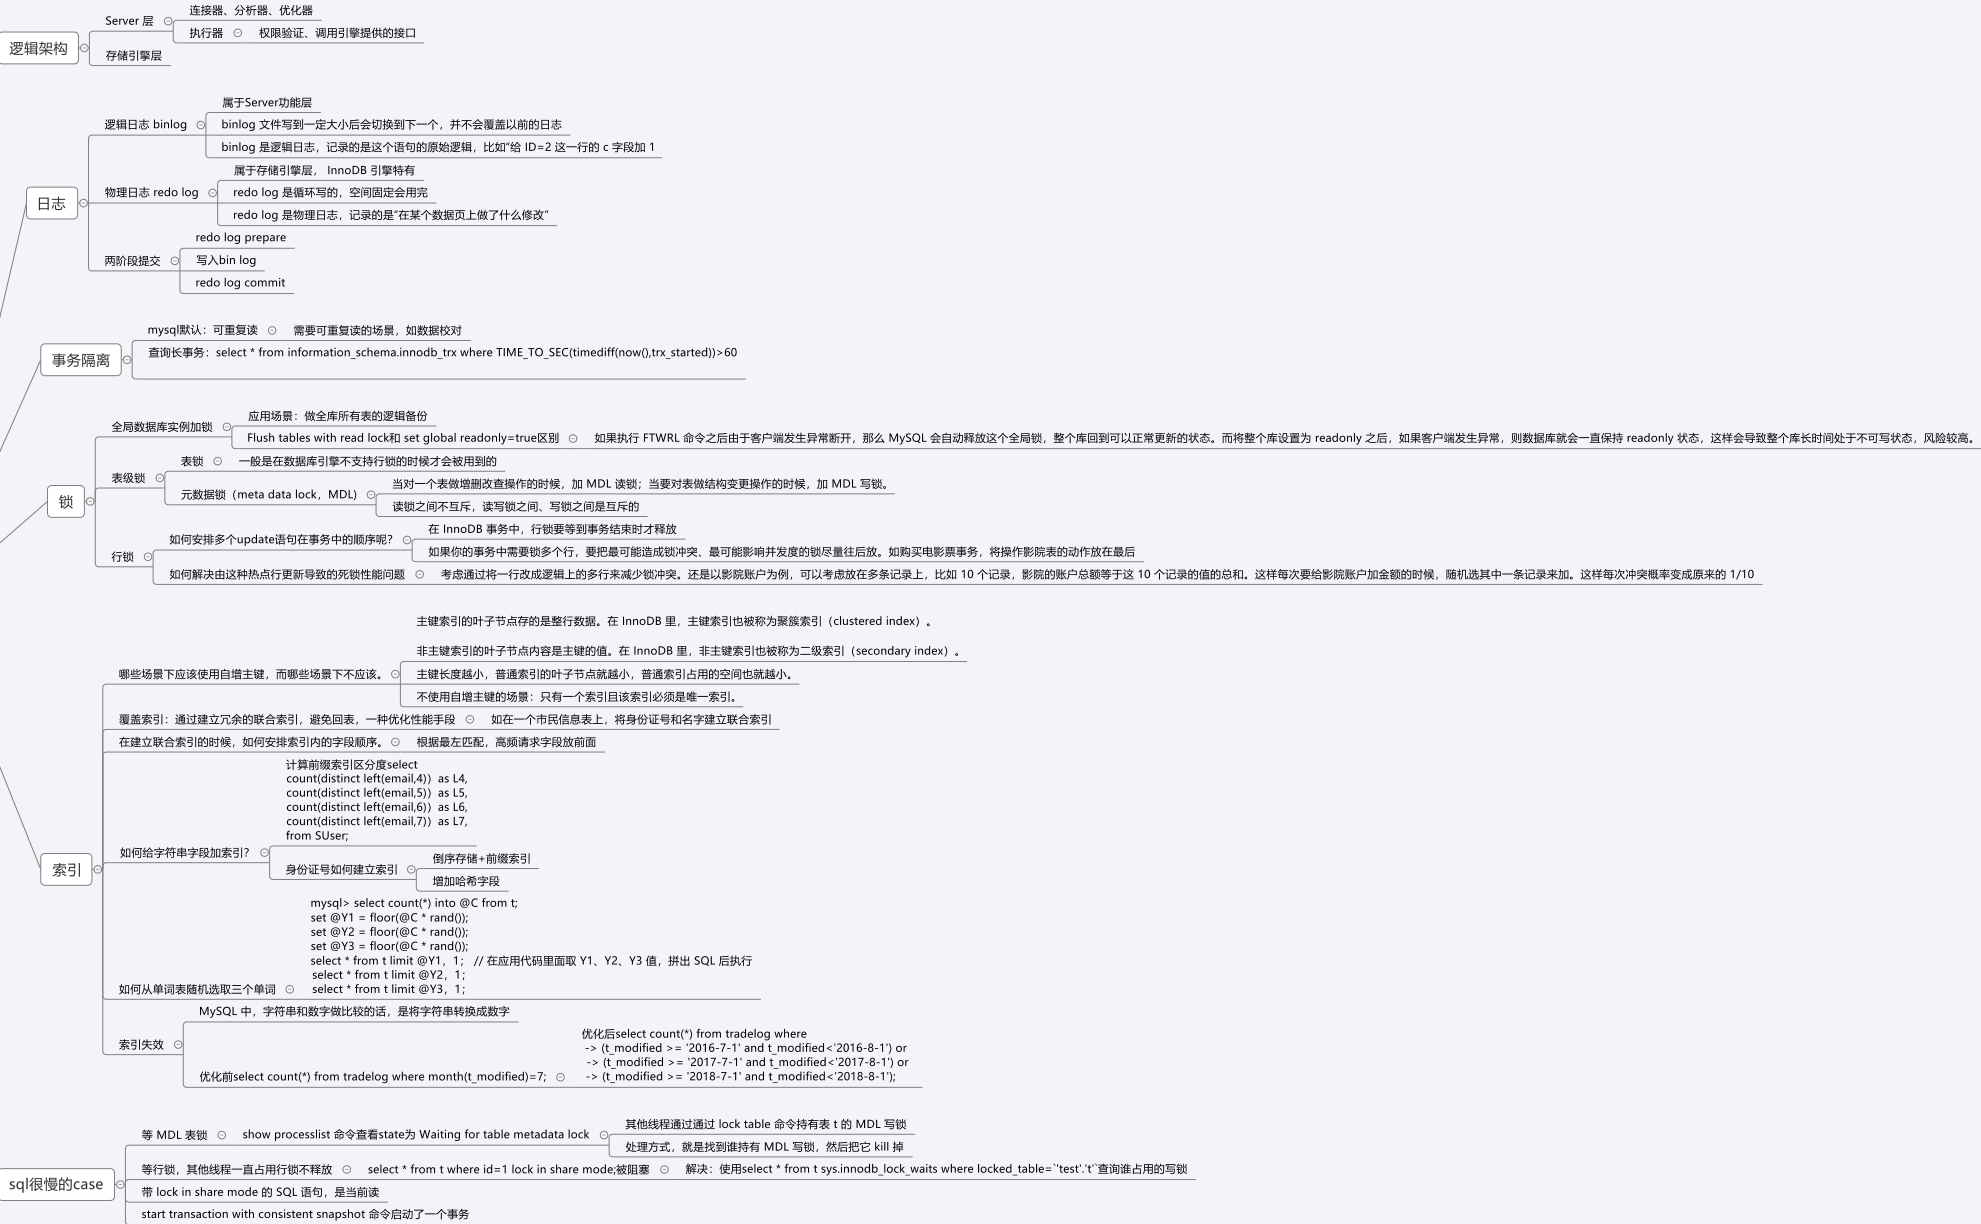 逻辑架构
Server 层
连接器、分析器、优化器
执行器
权限验证、调用引擎提供的接口
存储引擎层
日志
逻辑日志 binlog
属于Server功能层
binlog 文件写到一定大小后会切换到下一个，并不会覆盖以前的日志
binlog 是逻辑日志，记录的是这个语句的原始逻辑，比如“给 ID=2 这一行的 c 字段加 1
物理日志 redo log
属于存储引擎层， InnoDB 引擎特有
redo log 是循环写的，空间固定会用完
redo log 是物理日志，记录的是“在某个数据页上做了什么修改”
两阶段提交
redo log prepare
写入bin log
redo log commit
事务隔离
mysql默认：可重复读
需要可重复读的场景，如数据校对
查询长事务：select * from information_schema.innodb_trx where TIME_TO_SEC(timediff(now(),trx_started))>60
锁
全局数据库实例加锁
应用场景：做全库所有表的逻辑备份
Flush tables with read lock和 set global readonly=true区别
如果执行 FTWRL 命令之后由于客户端发生异常断开，那么 MySQL 会自动释放这个全局锁，整个库回到可以正常更新的状态。而将整个库设置为 readonly 之后，如果客户端发生异常，则数据库就会一直保持 readonly 状态，这样会导致整个库长时间处于不可写状态，风险较高。
表级锁
表锁
一般是在数据库引擎不支持行锁的时候才会被用到的
元数据锁（meta data lock，MDL)
当对一个表做增删改查操作的时候，加 MDL 读锁；当要对表做结构变更操作的时候，加 MDL 写锁。
读锁之间不互斥，读写锁之间、写锁之间是互斥的
行锁
如何安排多个update语句在事务中的顺序呢？
在 InnoDB 事务中，行锁要等到事务结束时才释放
如果你的事务中需要锁多个行，要把最可能造成锁冲突、最可能影响并发度的锁尽量往后放。如购买电影票事务，将操作影院表的动作放在最后
如何解决由这种热点行更新导致的死锁性能问题
考虑通过将一行改成逻辑上的多行来减少锁冲突。还是以影院账户为例，可以考虑放在多条记录上，比如 10 个记录，影院的账户总额等于这 10 个记录的值的总和。这样每次要给影院账户加金额的时候，随机选其中一条记录来加。这样每次冲突概率变成原来的 1/10
索引
哪些场景下应该使用自增主键，而哪些场景下不应该。
主键索引的叶子节点存的是整行数据。在 InnoDB 里，主键索引也被称为聚簇索引（clustered index）。
非主键索引的叶子节点内容是主键的值。在 InnoDB 里，非主键索引也被称为二级索引（secondary index）。
主键长度越小，普通索引的叶子节点就越小，普通索引占用的空间也就越小。
不使用自增主键的场景：只有一个索引且该索引必须是唯一索引。
覆盖索引：通过建立冗余的联合索引，避免回表，一种优化性能手段
如在一个市民信息表上，将身份证号和名字建立联合索引
在建立联合索引的时候，如何安排索引内的字段顺序。
根据最左匹配，高频请求字段放前面
如何给字符串字段加索引？
计算前缀索引区分度select
count(distinct left(email,4)）as L4,
count(distinct left(email,5)）as L5,
count(distinct left(email,6)）as L6,
count(distinct left(email,7)）as L7,
from SUser;
身份证号如何建立索引
倒序存储+前缀索引
增加哈希字段
如何从单词表随机选取三个单词
mysql> select count(*) into @C from t;
set @Y1 = floor(@C * rand());
set @Y2 = floor(@C * rand());
set @Y3 = floor(@C * rand());
select * from t limit @Y1，1； // 在应用代码里面取 Y1、Y2、Y3 值，拼出 SQL 后执行
select * from t limit @Y2，1；
select * from t limit @Y3，1；
索引失效
MySQL 中，字符串和数字做比较的话，是将字符串转换成数字
优化前select count(*) from tradelog where month(t_modified)=7;
优化后select count(*) from tradelog where
-> (t_modified >= '2016-7-1' and t_modified<'2016-8-1') or
-> (t_modified >= '2017-7-1' and t_modified<'2017-8-1') or
-> (t_modified >= '2018-7-1' and t_modified<'2018-8-1');
sql很慢的case
等 MDL 表锁
show processlist 命令查看state为 Waiting for table metadata lock
其他线程通过通过 lock table 命令持有表 t 的 MDL 写锁
处理方式，就是找到谁持有 MDL 写锁，然后把它 kill 掉
等行锁，其他线程一直占用行锁不释放
select * from t where id=1 lock in share mode;被阻塞
解决：使用select * from t sys.innodb_lock_waits where locked_table=`'test'.'t'`查询谁占用的写锁
带 lock in share mode 的 SQL 语句，是当前读
start transaction with consistent snapshot 命令启动了一个事务